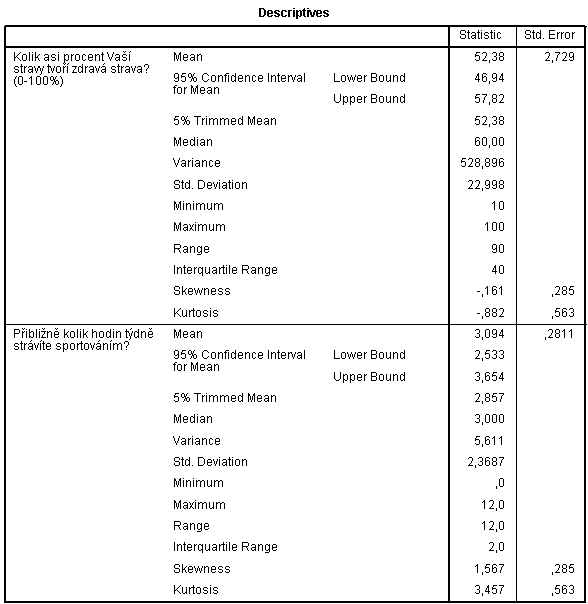 Descriptives
Statistic Std. Error
Kolik asi procent Vaší stravy tvoří zdravá strava? (0-100%) Mean 52,38 2,729
95% Confidence Interval for Mean Lower Bound 46,94
Upper Bound 57,82
5% Trimmed Mean 52,38
Median 60,00
Variance 528,896
Std. Deviation 22,998
Minimum 10
Maximum 100
Range 90
Interquartile Range 40
Skewness -,161 ,285
Kurtosis -,882 ,563
Přibližně kolik hodin týdně strávíte sportováním? Mean 3,094 ,2811
95% Confidence Interval for Mean Lower Bound 2,533
Upper Bound 3,654
5% Trimmed Mean 2,857
Median 3,000
Variance 5,611
Std. Deviation 2,3687
Minimum ,0
Maximum 12,0
Range 12,0
Interquartile Range 2,0
Skewness 1,567 ,285
Kurtosis 3,457 ,563